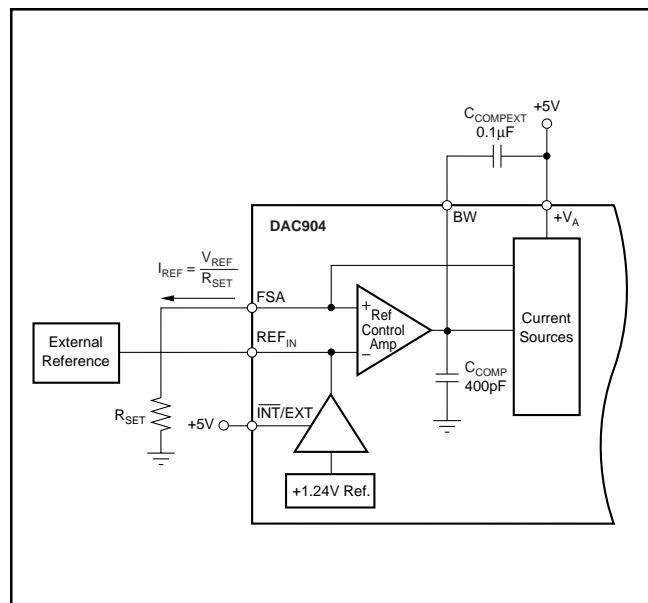 +5V
C_COMPEXT
0.1µF
DAC904
BW
+V_A
I_REF = V_REF / R_SET
FSA
+
Ref
Control
Amp
−
Current
Sources
External
Reference
REF_IN
C_COMP
400pF
R_SET
+5V
I̅N̅T̅/EXT
+1.24V Ref.